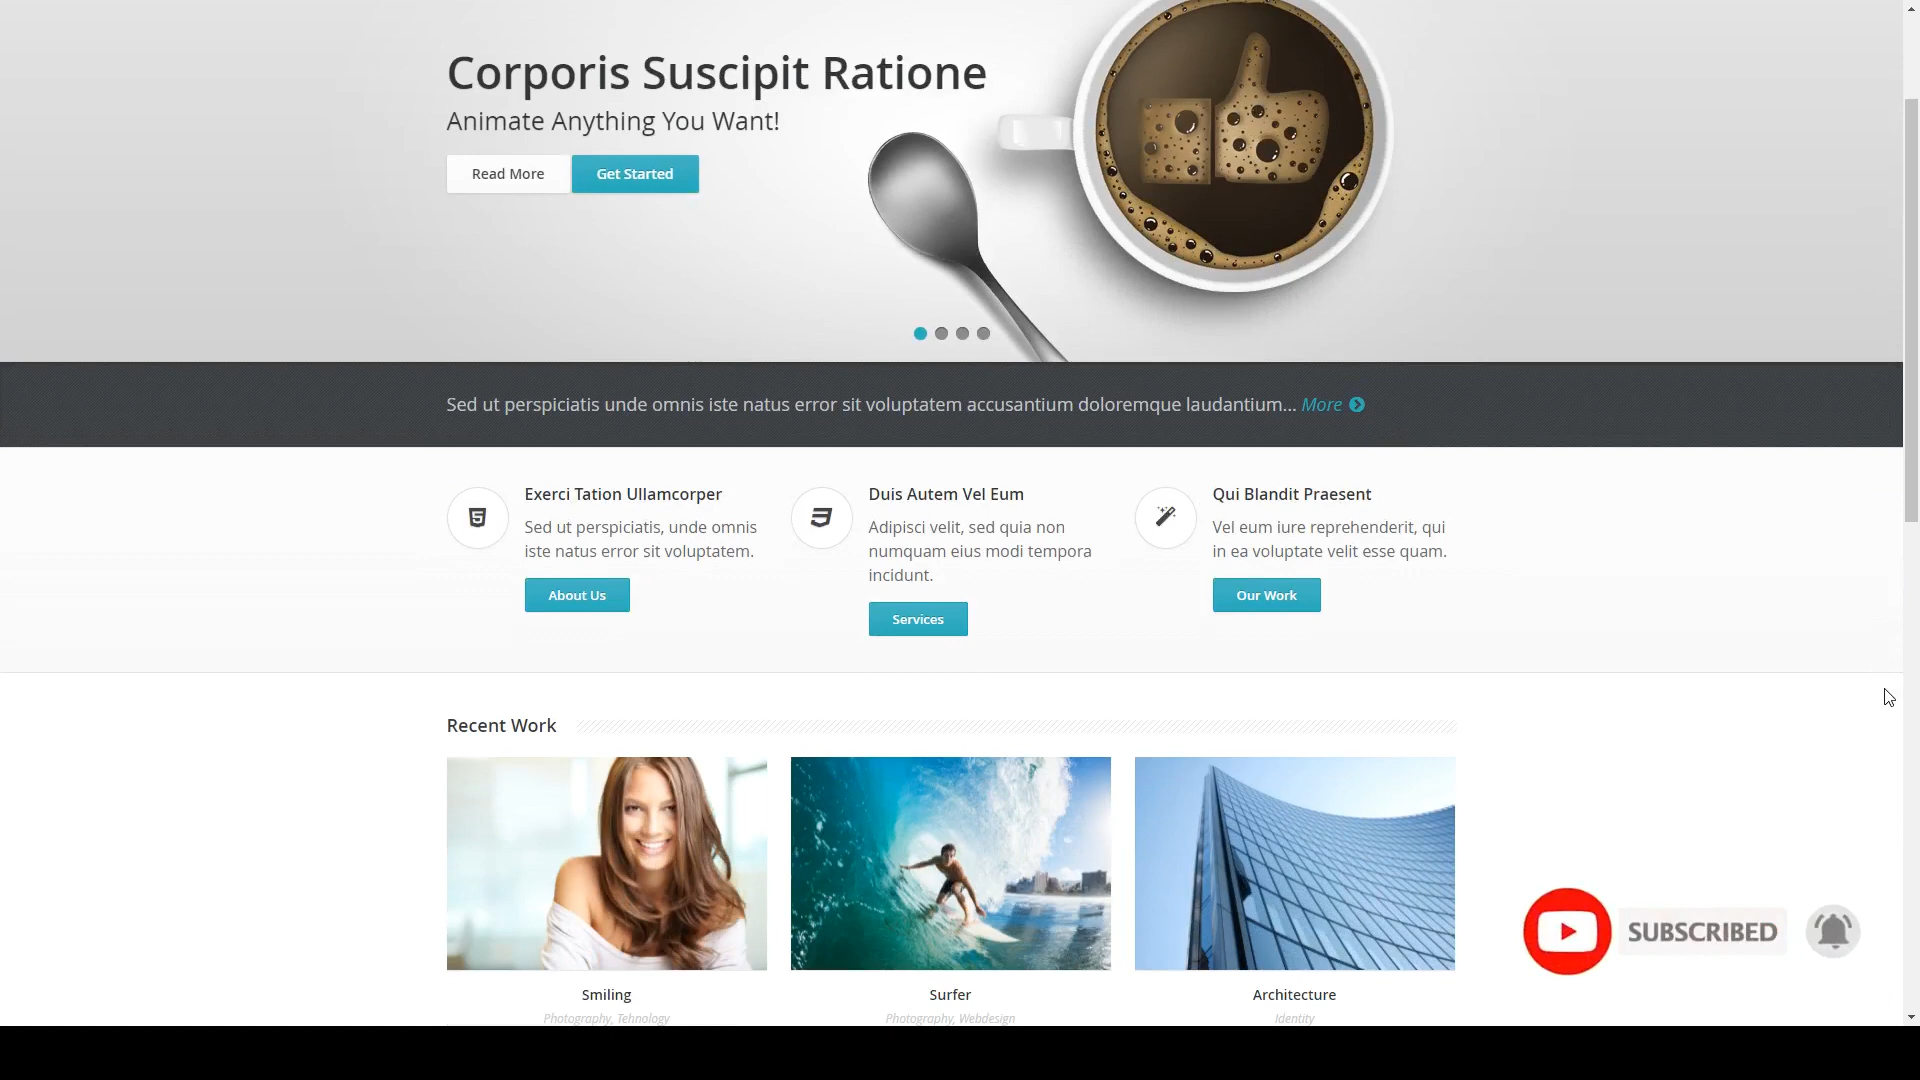 Corporis Suscipit Ratione
Animate Anything You Want!
Read More
Get Started
Sed ut perspiciatis unde omnis iste natus error sit voluptatem accusantium doloremque laudantium... More
Exerci Tation Ullamcorper
Sed ut perspiciatis, unde omnis
iste natus error sit voluptatem.
About Us
Duis Autem Vel Eum
Adipisci velit, sed quia non
numquam eius modi tempora
incidunt.
Services
Qui Blandit Praesent
Vel eum iure reprehenderit, qui
in ea voluptate velit esse quam.
Our Work
Recent Work
Smiling
Photography, Tehnology
Surfer
Photography, Webdesign
Architecture
Identity
SUBSCRIBED